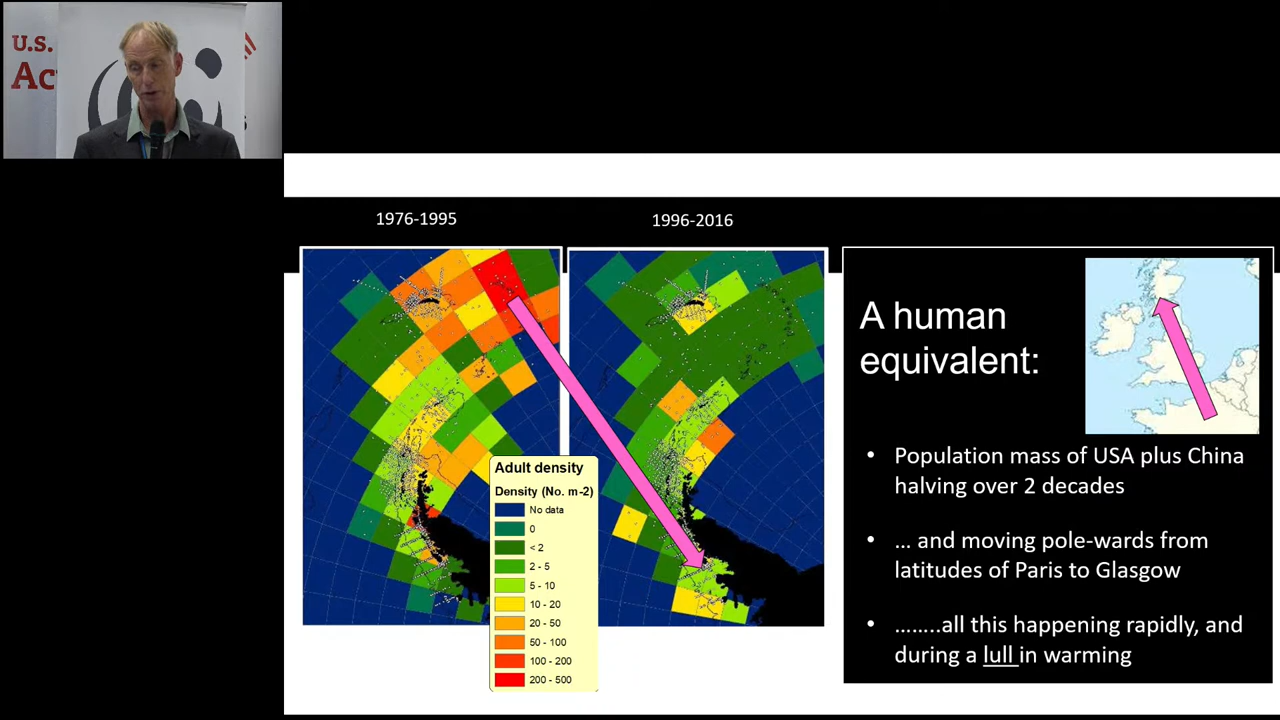 U.S.
Ac
1976-1995
1996-2016
Adult density
Density (No. m-2)
No data
0
< 2
2 - 5
5 - 10
10 - 20
20 - 50
50 - 100
100 - 200
200 - 500
A human
equivalent:
• Population mass of USA plus China
halving over 2 decades
• ... and moving pole-wards from
latitudes of Paris to Glasgow
• ........all this happening rapidly, and
during a lull in warming